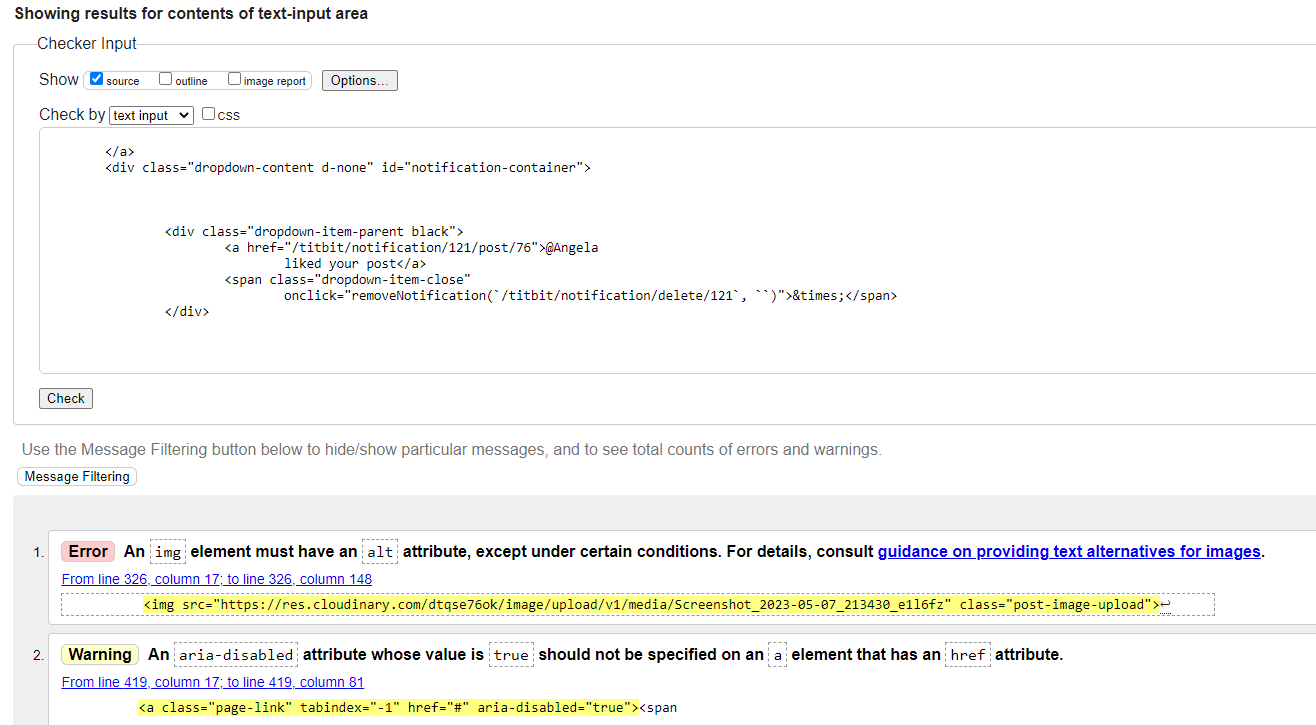 Showing results for contents of text-input area
Checker Input
Show source outline image report Options...
Check by text input css
</a>
<div class="dropdown-content d-none" id="notification-container">
<div class="dropdown-item-parent black">
<a href="/titbit/notification/121/post/76">@Angela
liked your post</a>
<span class="dropdown-item-close"
onclick="removeNotification(`/titbit/notification/delete/121`, ``)">&times;</span>
</div>
Check
Use the Message Filtering button below to hide/show particular messages, and to see total counts of errors and warnings.
Message Filtering
1. Error An img element must have an alt attribute, except under certain conditions. For details, consult guidance on providing text alternatives for images.
From line 326, column 17; to line 326, column 148
<img src="https://res.cloudinary.com/dtqse76ok/image/upload/v1/media/Screenshot_2023-05-07_213430_e1l6fz" class="post-image-upload">↩
2. Warning An aria-disabled attribute whose value is true should not be specified on an a element that has an href attribute.
From line 419, column 17; to line 419, column 81
<a class="page-link" tabindex="-1" href="#" aria-disabled="true"><span